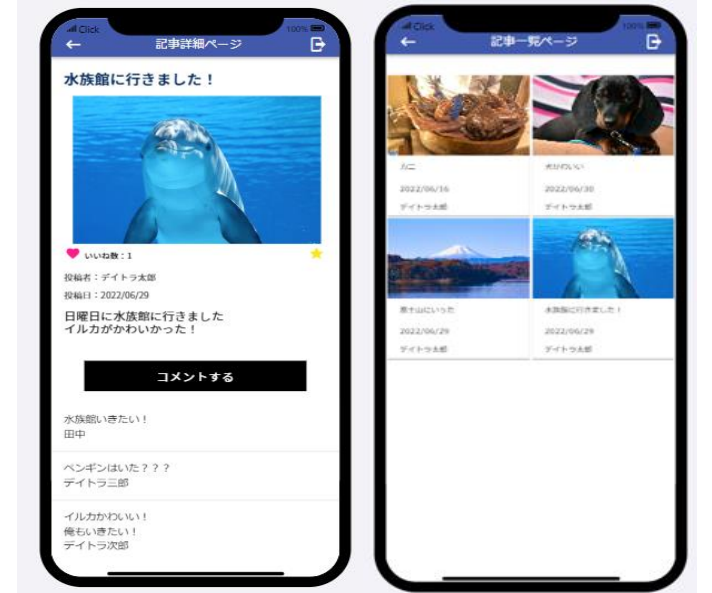 Click
100%
記事詳細ページ
水族館に行きました！
いいね数：1
投稿者：デイトラ太郎
投稿日：2022/06/29
日曜日に水族館に行きました
イルカがかわいかった！
コメントする
水族館いきたい！
田中
ペンギンはいた？？？
デイトラ三郎
イルカかわいい！
俺もいきたい！
デイトラ次郎
Click
100%
記事一覧ページ
カニ
2022/06/16
デイトラ太郎
犬かわいい
2022/06/30
デイトラ太郎
富士山にいった
2022/06/29
デイトラ太郎
水族館に行きました！
2022/06/29
デイトラ太郎